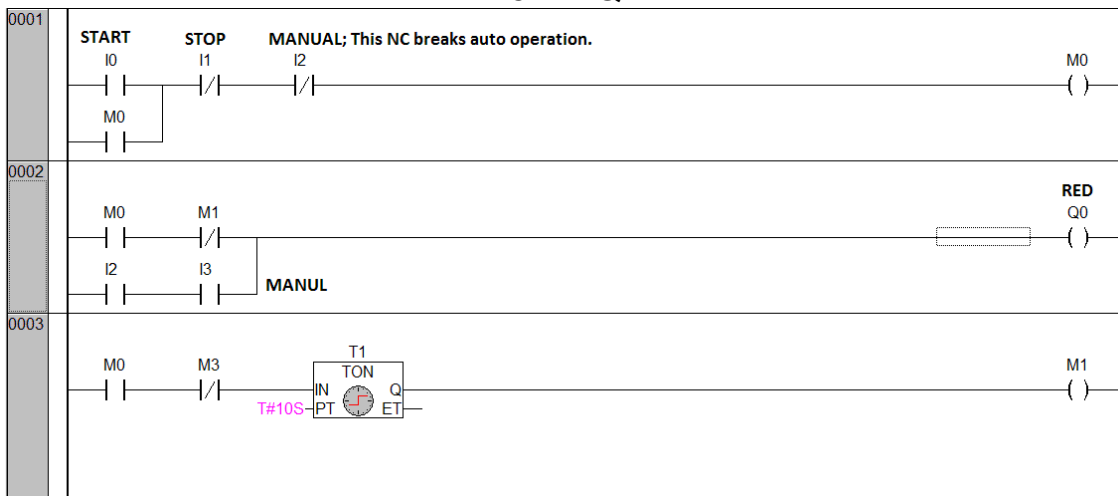 0001
START STOP MANUAL; This NC breaks auto operation.
I0 I1 I2 M0
M0
0002
RED
M0 M1 Q0
I2 I3
MANUL
0003
T1
M0 M3 TON M1
IN Q
T#10S PT ET